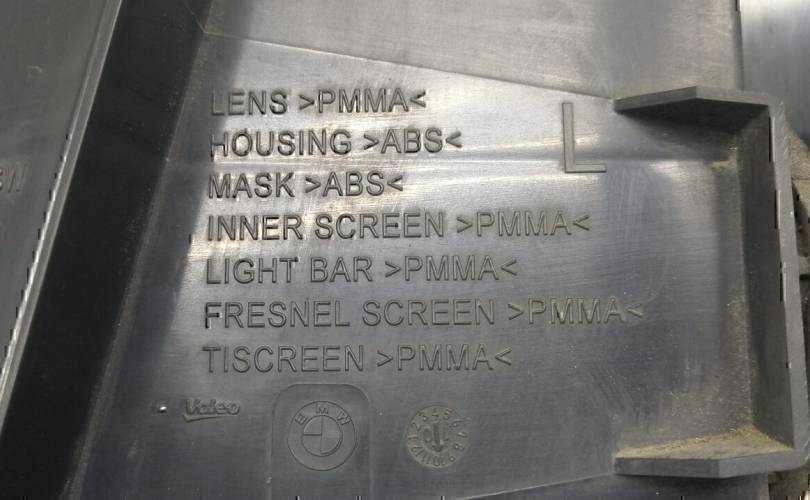 LENS >PMMA<
HOUSING >ABS<
L
MASK >ABS<
INNER SCREEN >PMMA<
LIGHT BAR >PMMA<
FRESNEL SCREEN >PMMA<
TISCREEN >PMMA<
Valeo
BMW